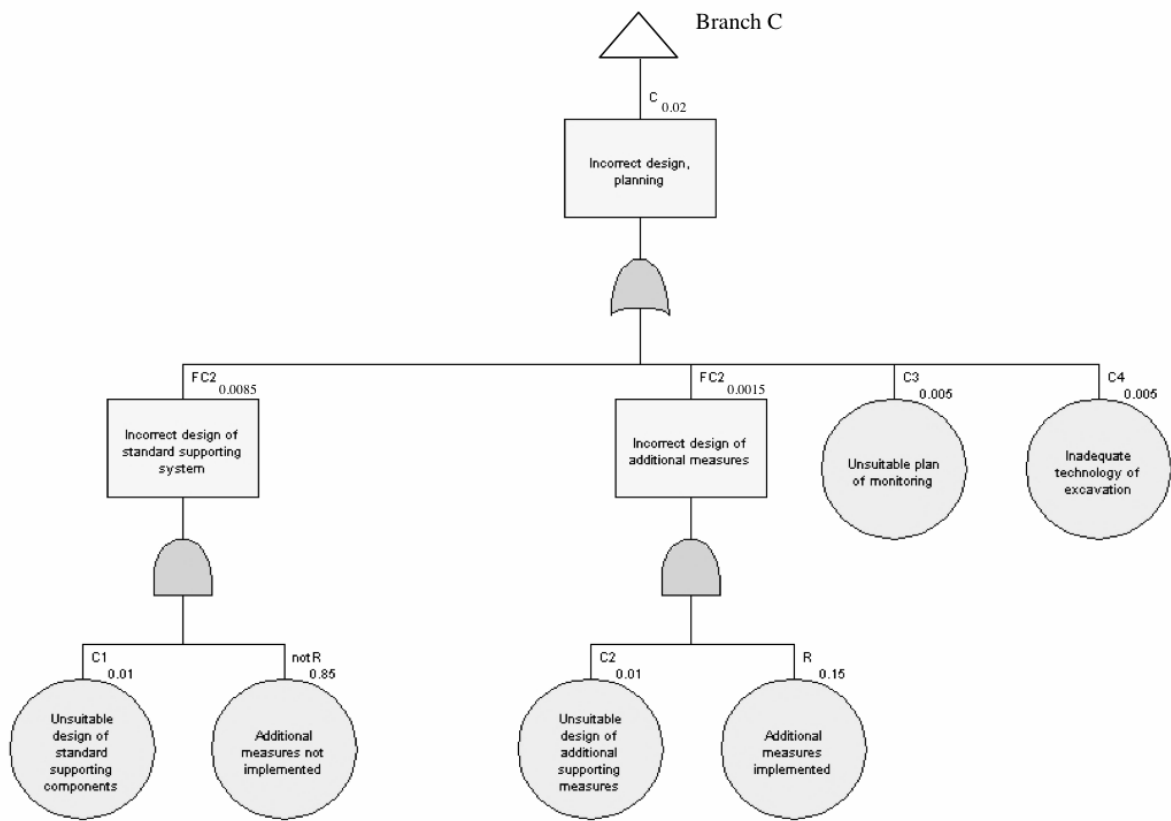 Branch C
C
0.02
Incorrect design,
planning
FC2
0.0085
Incorrect design of
standard supporting
system
FC2
0.0015
Incorrect design of
additional measures
C3
0.005
Unsuitable plan
of monitoring
C4
0.005
Inadequate
technology of
excavation
C1
0.01
Unsuitable
design of
standard
supporting
components
notR
0.85
Additional
measures not
implemented
C2
0.01
Unsuitable
design of
additional
supporting
measures
R
0.15
Additional
measures
implemented